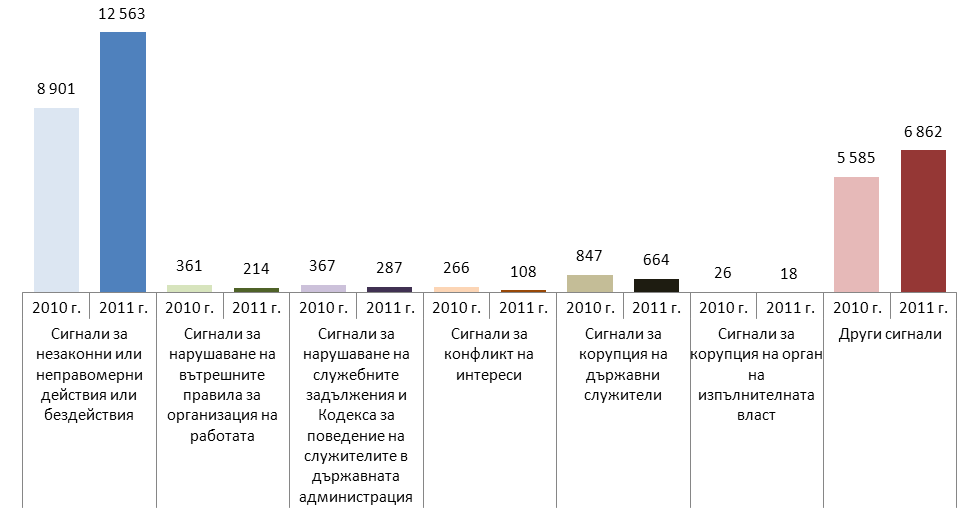 12 563
8 901
6 862
5 585
847
664
361
367
287
266
214
108
26
18
2010 г. 2011 г. 2010 г. 2011 г. 2010 г. 2011 г. 2010 г. 2011 г. 2010 г. 2011 г. 2010 г. 2011 г. 2010 г. 2011 г.
Сигнали за
незаконни или
неправомерни
действия или
бездействия
Сигнали за
нарушаване на
вътрешните
правила за
организация на
работата
Сигнали за
нарушаване на
служебните
задължения и
Кодекса за
поведение на
служителите в
държавната
администрация
Сигнали за
конфликт на
интереси
Сигнали за
корупция на
държавни
служители
Сигнали за
корупция на орган
на
изпълнителната
власт
Други сигнали